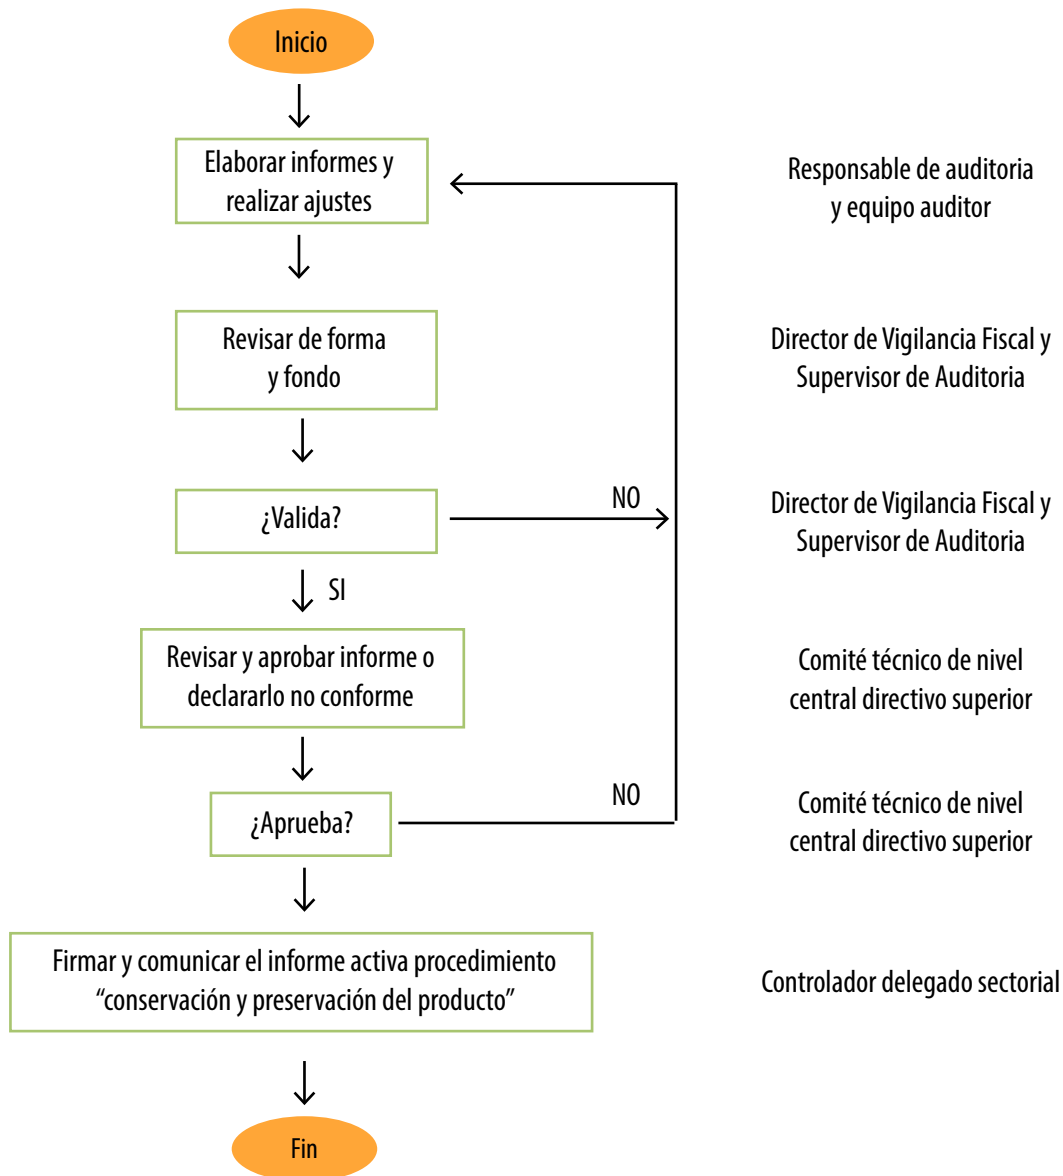 Inicio
Elaborar informes y
realizar ajustes
Responsable de auditoria
y equipo auditor
Revisar de forma
y fondo
Director de Vigilancia Fiscal y
Supervisor de Auditoria
¿Valida?
NO
Director de Vigilancia Fiscal y
Supervisor de Auditoria
SI
Revisar y aprobar informe o
declararlo no conforme
Comité técnico de nivel
central directivo superior
¿Aprueba?
NO
Comité técnico de nivel
central directivo superior
Firmar y comunicar el informe activa procedimiento
“conservación y preservación del producto”
Controlador delegado sectorial
Fin